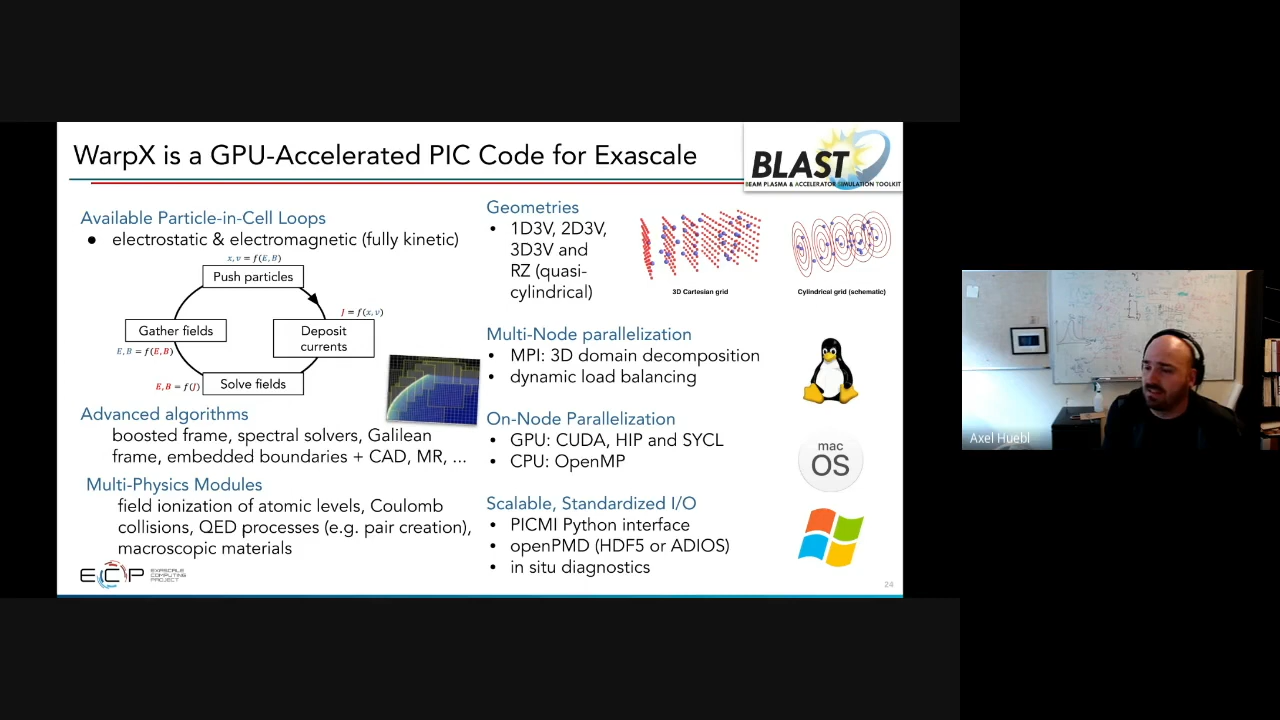 WarpX is a GPU-Accelerated PIC Code for Exascale
BLAST
BEAM PLASMA & ACCELERATOR SIMULATION TOOLKIT
Available Particle-in-Cell Loops
● electrostatic & electromagnetic (fully kinetic)
x, v = f(E, B)
Push particles
J = f(x, v)
Gather fields
Deposit
currents
E, B = f(E, B)
E, B = f(J)
Solve fields
Advanced algorithms
boosted frame, spectral solvers, Galilean
frame, embedded boundaries + CAD, MR, ...
Multi-Physics Modules
field ionization of atomic levels, Coulomb
collisions, QED processes (e.g. pair creation),
macroscopic materials
ECP
EXASCALE
COMPUTING
PROJECT
Geometries
• 1D3V, 2D3V,
3D3V and
RZ (quasi-
cylindrical)
3D Cartesian grid
Cylindrical grid (schematic)
Multi-Node parallelization
• MPI: 3D domain decomposition
• dynamic load balancing
On-Node Parallelization
• GPU: CUDA, HIP and SYCL
• CPU: OpenMP
mac
OS
Scalable, Standardized I/O
• PICMI Python interface
• openPMD (HDF5 or ADIOS)
• in situ diagnostics
24
Axel Huebl